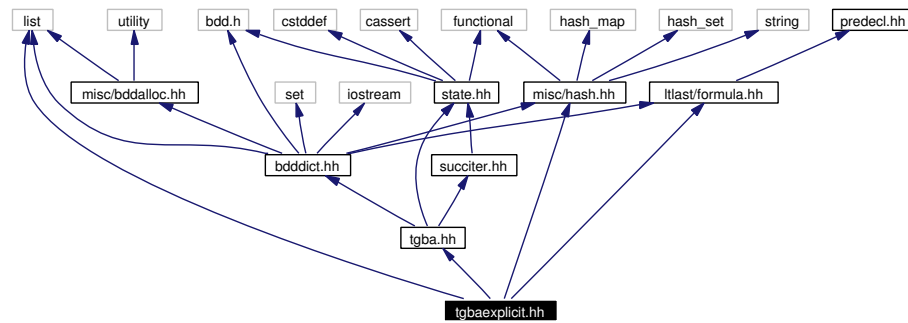 list
utility
bdd.h
cstddef
cassert
functional
hash_map
hash_set
string
predecl.hh
misc/bddalloc.hh
set
iostream
state.hh
misc/hash.hh
ltlast/formula.hh
bdddict.hh
succiter.hh
tgba.hh
tgbaexplicit.hh